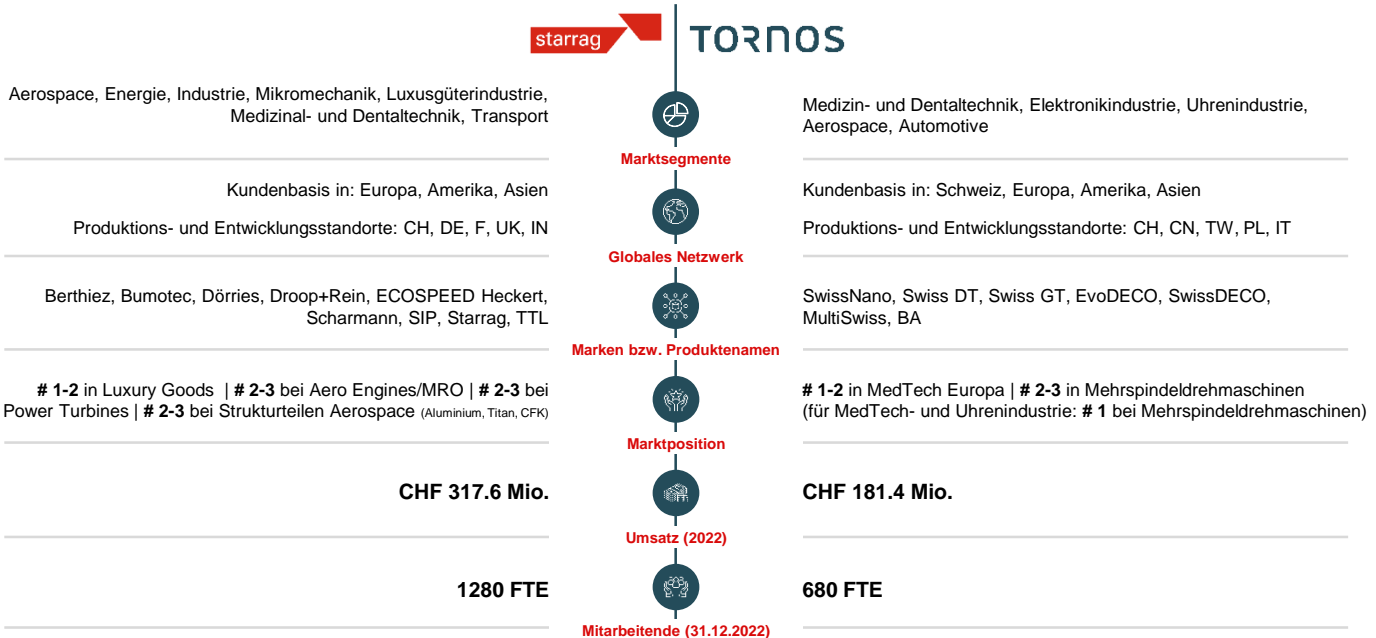 starrag
TORNOS
Aerospace, Energie, Industrie, Mikromechanik, Luxusgüterindustrie,
Medizinal- und Dentaltechnik, Transport
Medizin- und Dentaltechnik, Elektronikindustrie, Uhrenindustrie,
Aerospace, Automotive
Marktsegmente
Kundenbasis in: Europa, Amerika, Asien
Produktions- und Entwicklungsstandorte: CH, DE, F, UK, IN
Kundenbasis in: Schweiz, Europa, Amerika, Asien
Produktions- und Entwicklungsstandorte: CH, CN, TW, PL, IT
Globales Netzwerk
Berthiez, Bumotec, Dörries, Droop+Rein, ECOSPEED Heckert,
Scharmann, SIP, Starrag, TTL
SwissNano, Swiss DT, Swiss GT, EvoDECO, SwissDECO,
MultiSwiss, BA
Marken bzw. Produktenamen
# 1-2 in Luxury Goods | # 2-3 bei Aero Engines/MRO | # 2-3 bei
Power Turbines | # 2-3 bei Strukturteilen Aerospace (Aluminium, Titan, CFK)
# 1-2 in MedTech Europa | # 2-3 in Mehrspindeldrehmaschinen
(für MedTech- und Uhrenindustrie: # 1 bei Mehrspindeldrehmaschinen)
Marktposition
CHF 317.6 Mio.
CHF 181.4 Mio.
Umsatz (2022)
1280 FTE
680 FTE
Mitarbeitende (31.12.2022)